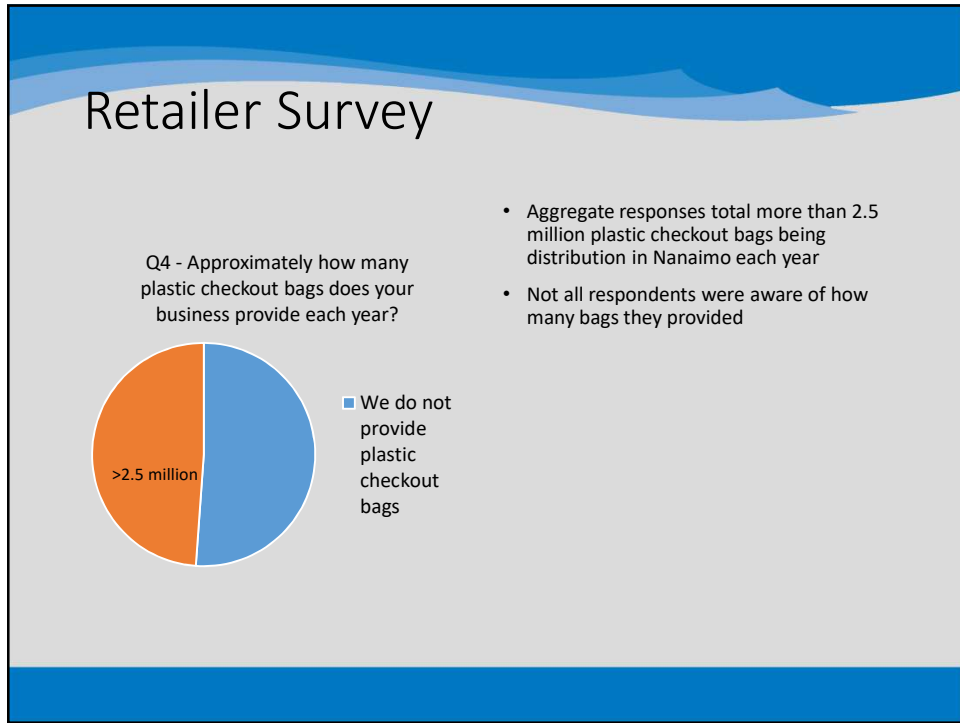 Retailer Survey
Q4 - Approximately how many
plastic checkout bags does your
business provide each year?
>2.5 million
We do not
provide
plastic
checkout
bags
• Aggregate responses total more than 2.5
million plastic checkout bags being
distribution in Nanaimo each year
• Not all respondents were aware of how
many bags they provided